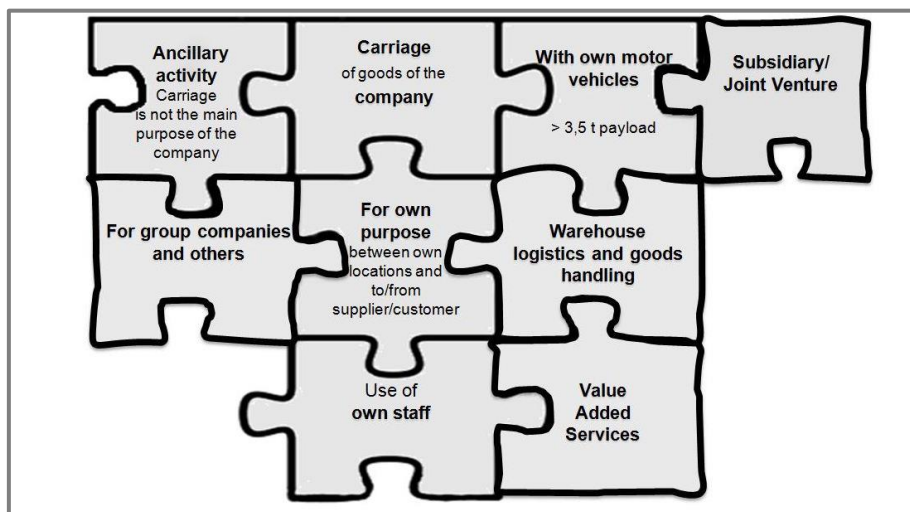 Ancillary
activity
Carriage
is not the main
purpose of the
company
Carriage
of goods of the
company
With own motor
vehicles
> 3,5 t payload
Subsidiary/
Joint Venture
For group companies
and others
For own
purpose
between own
locations and
to/from
supplier/customer
Warehouse
logistics and goods
handling
Use of
own staff
Value
Added
Services